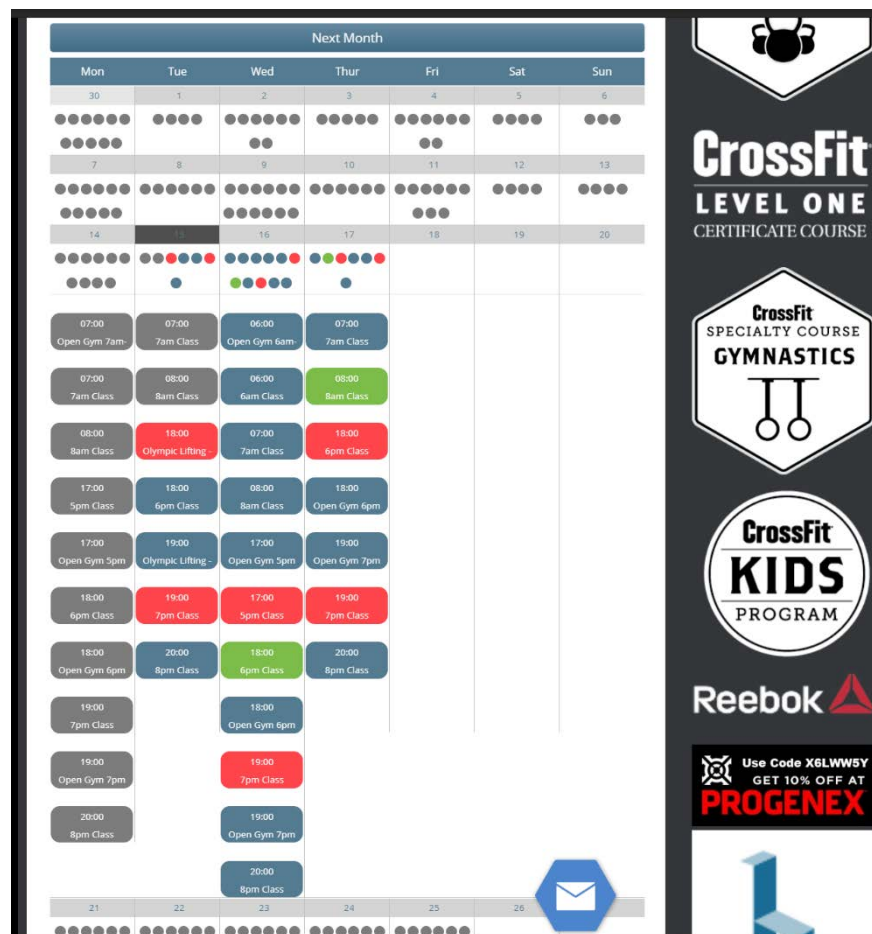 Next Month
Mon Tue Wed Thur Fri Sat Sun
30 1 2 3 4 5 6
7 8 9 10 11 12 13
14 15 16 17 18 19 20
07:00 07:00 06:00 07:00
Open Gym 7am- 7am Class Open Gym 6am- 7am Class
07:00 08:00 06:00 08:00
7am Class 8am Class 6am Class 8am Class
08:00 18:00 07:00 18:00
8am Class Olympic Lifting - 7am Class 6pm Class
17:00 18:00 08:00 18:00
5pm Class 6pm Class 8am Class Open Gym 6pm
17:00 19:00 17:00 19:00
Open Gym 5pm Olympic Lifting - Open Gym 5pm Open Gym 7pm
18:00 19:00 17:00 19:00
6pm Class 7pm Class 5pm Class 7pm Class
18:00 20:00 18:00 20:00
Open Gym 6pm 8pm Class 6pm Class 8pm Class
19:00 18:00
7pm Class Open Gym 6pm
19:00 19:00
Open Gym 7pm 7pm Class
20:00 19:00
8pm Class Open Gym 7pm
20:00
8pm Class
21 22 23 24 25 26
CrossFit
LEVEL ONE
CERTIFICATE COURSE
CrossFit
SPECIALTY COURSE
GYMNASTICS
CrossFit
KIDS
PROGRAM
Reebok
Use Code X6LWW5Y
GET 10% OFF AT
PROGENEX